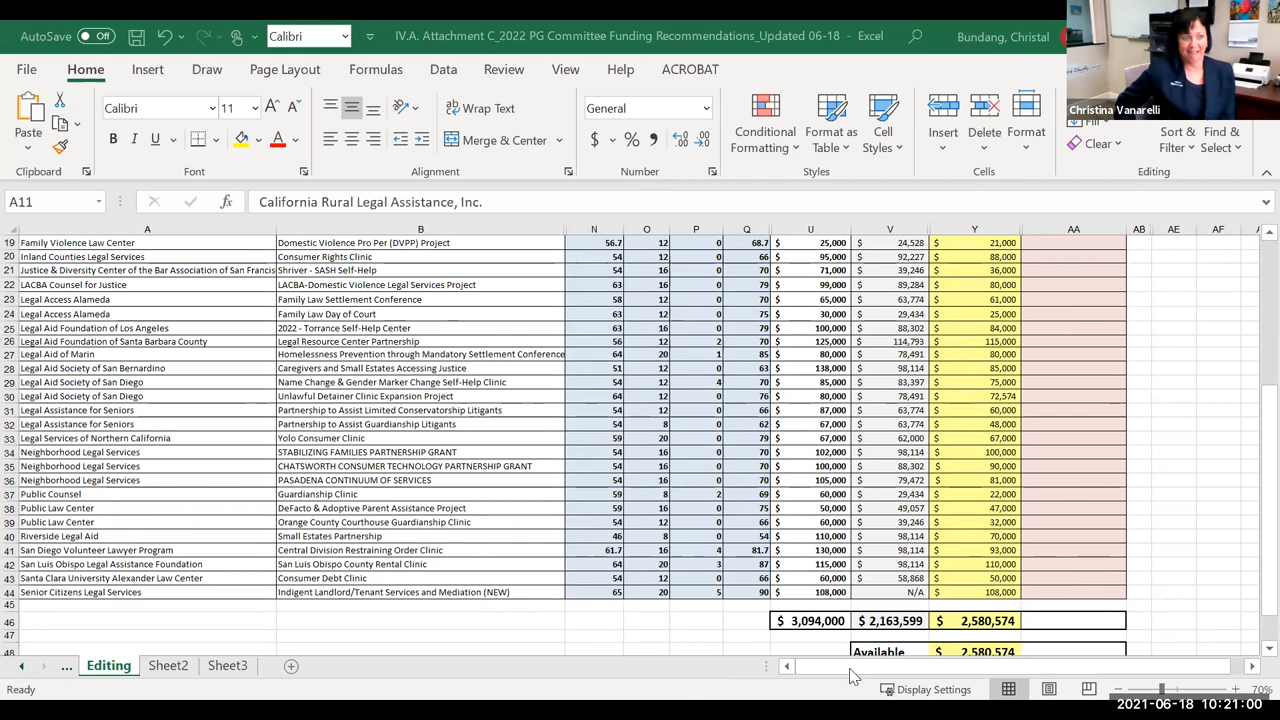 AutoSave Off Calibri IV.A. Attachment C_2022 PG Committee Funding Recommendations_Updated 06-18 - Excel Bundang, Christal
File Home Insert Draw Page Layout Formulas Data Review View Help ACROBAT
Christina Vanarelli
Paste Calibri 11 Wrap Text General Conditional Formatting Format as Table Cell Styles Insert Delete Format Fill Sort & Filter Find & Select
B I U Merge & Center $ % Clear
Clipboard Font Alignment Number Styles Cells Editing
A11 fx California Rural Legal Assistance, Inc.
A B N O P Q U V Y AA AB AE AF AG
19 Family Violence Law Center Domestic Violence Pro Per (DVPP) Project 56.7 12 0 68.7 $ 25,000 $ 24,528 $ 21,000
20 Inland Counties Legal Services Consumer Rights Clinic 54 12 0 66 $ 95,000 $ 92,227 $ 88,000
21 Justice & Diversity Center of the Bar Association of San Francis Shriver - SASH Self-Help 54 16 0 70 $ 71,000 $ 39,246 $ 36,000
22 LACBA Counsel for Justice LACBA-Domestic Violence Legal Services Project 63 16 0 79 $ 99,000 $ 89,284 $ 80,000
23 Legal Access Alameda Family Law Settlement Conference 58 12 0 70 $ 65,000 $ 63,774 $ 61,000
24 Legal Access Alameda Family Law Day of Court 63 12 0 75 $ 30,000 $ 29,434 $ 25,000
25 Legal Aid Foundation of Los Angeles 2022 - Torrance Self-Help Center 63 16 0 79 $ 100,000 $ 88,302 $ 84,000
26 Legal Aid Foundation of Santa Barbara County Legal Resource Center Partnership 56 12 2 70 $ 125,000 $ 114,793 $ 115,000
27 Legal Aid of Marin Homelessness Prevention through Mandatory Settlement Conference 64 20 1 85 $ 80,000 $ 78,491 $ 80,000
28 Legal Aid Society of San Bernardino Caregivers and Small Estates Accessing Justice 51 12 0 63 $ 138,000 $ 98,114 $ 85,000
29 Legal Aid Society of San Diego Name Change & Gender Marker Change Self-Help Clinic 54 12 4 70 $ 85,000 $ 83,397 $ 75,000
30 Legal Aid Society of San Diego Unlawful Detainer Clinic Expansion Project 64 12 0 76 $ 80,000 $ 78,491 $ 72,574
31 Legal Assistance for Seniors Partnership to Assist Limited Conservatorship Litigants 54 12 0 66 $ 87,000 $ 63,774 $ 60,000
32 Legal Assistance for Seniors Partnership to Assist Guardianship Litigants 54 8 0 62 $ 67,000 $ 63,774 $ 48,000
33 Legal Services of Northern California Yolo Consumer Clinic 59 20 0 79 $ 67,000 $ 62,000 $ 67,000
34 Neighborhood Legal Services STABILIZING FAMILIES PARTNERSHIP GRANT 54 16 0 70 $ 102,000 $ 98,114 $ 100,000
35 Neighborhood Legal Services CHATSWORTH CONSUMER TECHNOLOGY PARTNERSHIP GRANT 54 16 0 70 $ 100,000 $ 88,302 $ 90,000
36 Neighborhood Legal Services PASADENA CONTINUUM OF SERVICES 54 16 0 70 $ 105,000 $ 79,472 $ 81,000
37 Public Counsel Guardianship Clinic 59 8 2 69 $ 60,000 $ 29,434 $ 22,000
38 Public Law Center DeFacto & Adoptive Parent Assistance Project 59 16 0 75 $ 50,000 $ 49,057 $ 47,000
39 Public Law Center Orange County Courthouse Guardianship Clinic 54 12 0 66 $ 60,000 $ 39,246 $ 32,000
40 Riverside Legal Aid Small Estates Partnership 46 8 0 54 $ 110,000 $ 98,114 $ 70,000
41 San Diego Volunteer Lawyer Program Central Division Restraining Order Clinic 61.7 16 4 81.7 $ 130,000 $ 98,114 $ 93,000
42 San Luis Obispo Legal Assistance Foundation San Luis Obispo County Rental Clinic 64 20 3 87 $ 115,000 $ 98,114 $ 110,000
43 Santa Clara University Alexander Law Center Consumer Debt Clinic 54 12 0 66 $ 60,000 $ 58,868 $ 50,000
44 Senior Citizens Legal Services Indigent Landlord/Tenant Services and Mediation (NEW) 65 20 5 90 $ 108,000 N/A $ 108,000
45
46 $ 3,094,000 $ 2,163,599 $ 2,580,574
47
48 Available $ 2,580,574
... Editing Sheet2 Sheet3
Ready Display Settings 70%
2021-06-18 10:21:00